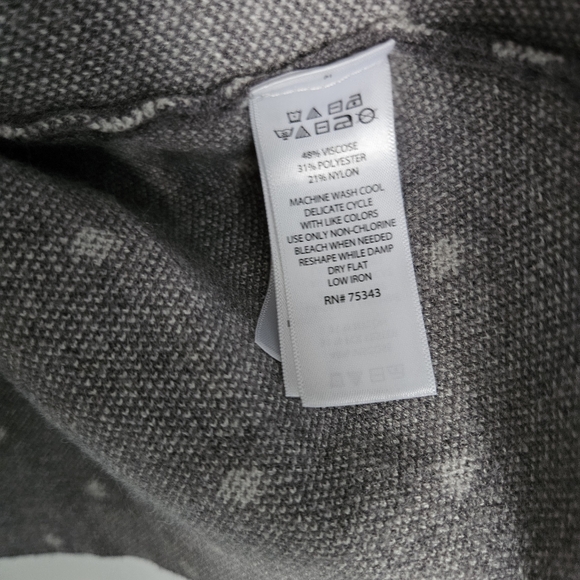 48% VISCOSE
31% POLYESTER
21% NYLON
MACHINE WASH COOL
DELICATE CYCLE
WITH LIKE COLORS
USE ONLY NON-CHLORINE
BLEACH WHEN NEEDED
RESHAPE WHILE DAMP
DRY FLAT
LOW IRON
RN# 75343